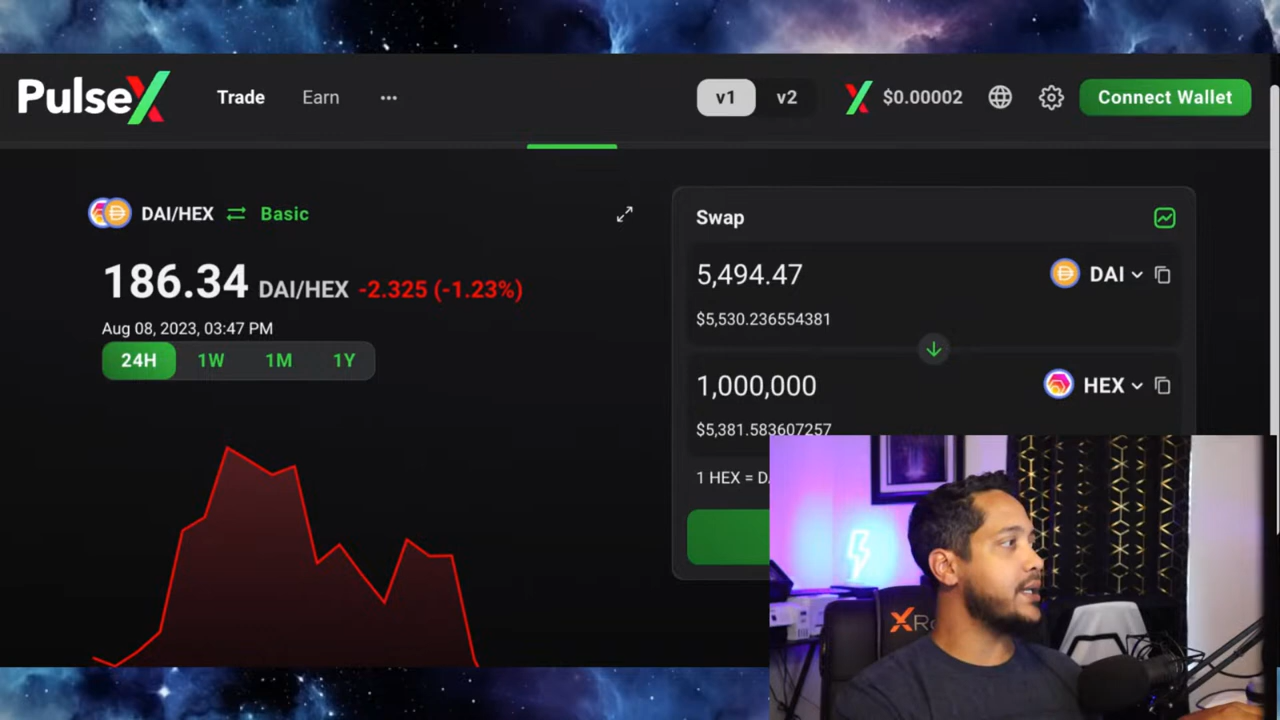 PulseX
Trade Earn ...
v1 v2 $0.00002 Connect Wallet
DAI/HEX Basic
186.34 DAI/HEX -2.325 (-1.23%)
Aug 08, 2023, 03:47 PM
24H 1W 1M 1Y
Swap
5,494.47 DAI
$5,530.236554381
1,000,000 HEX
$5,381.583607257
1 HEX =